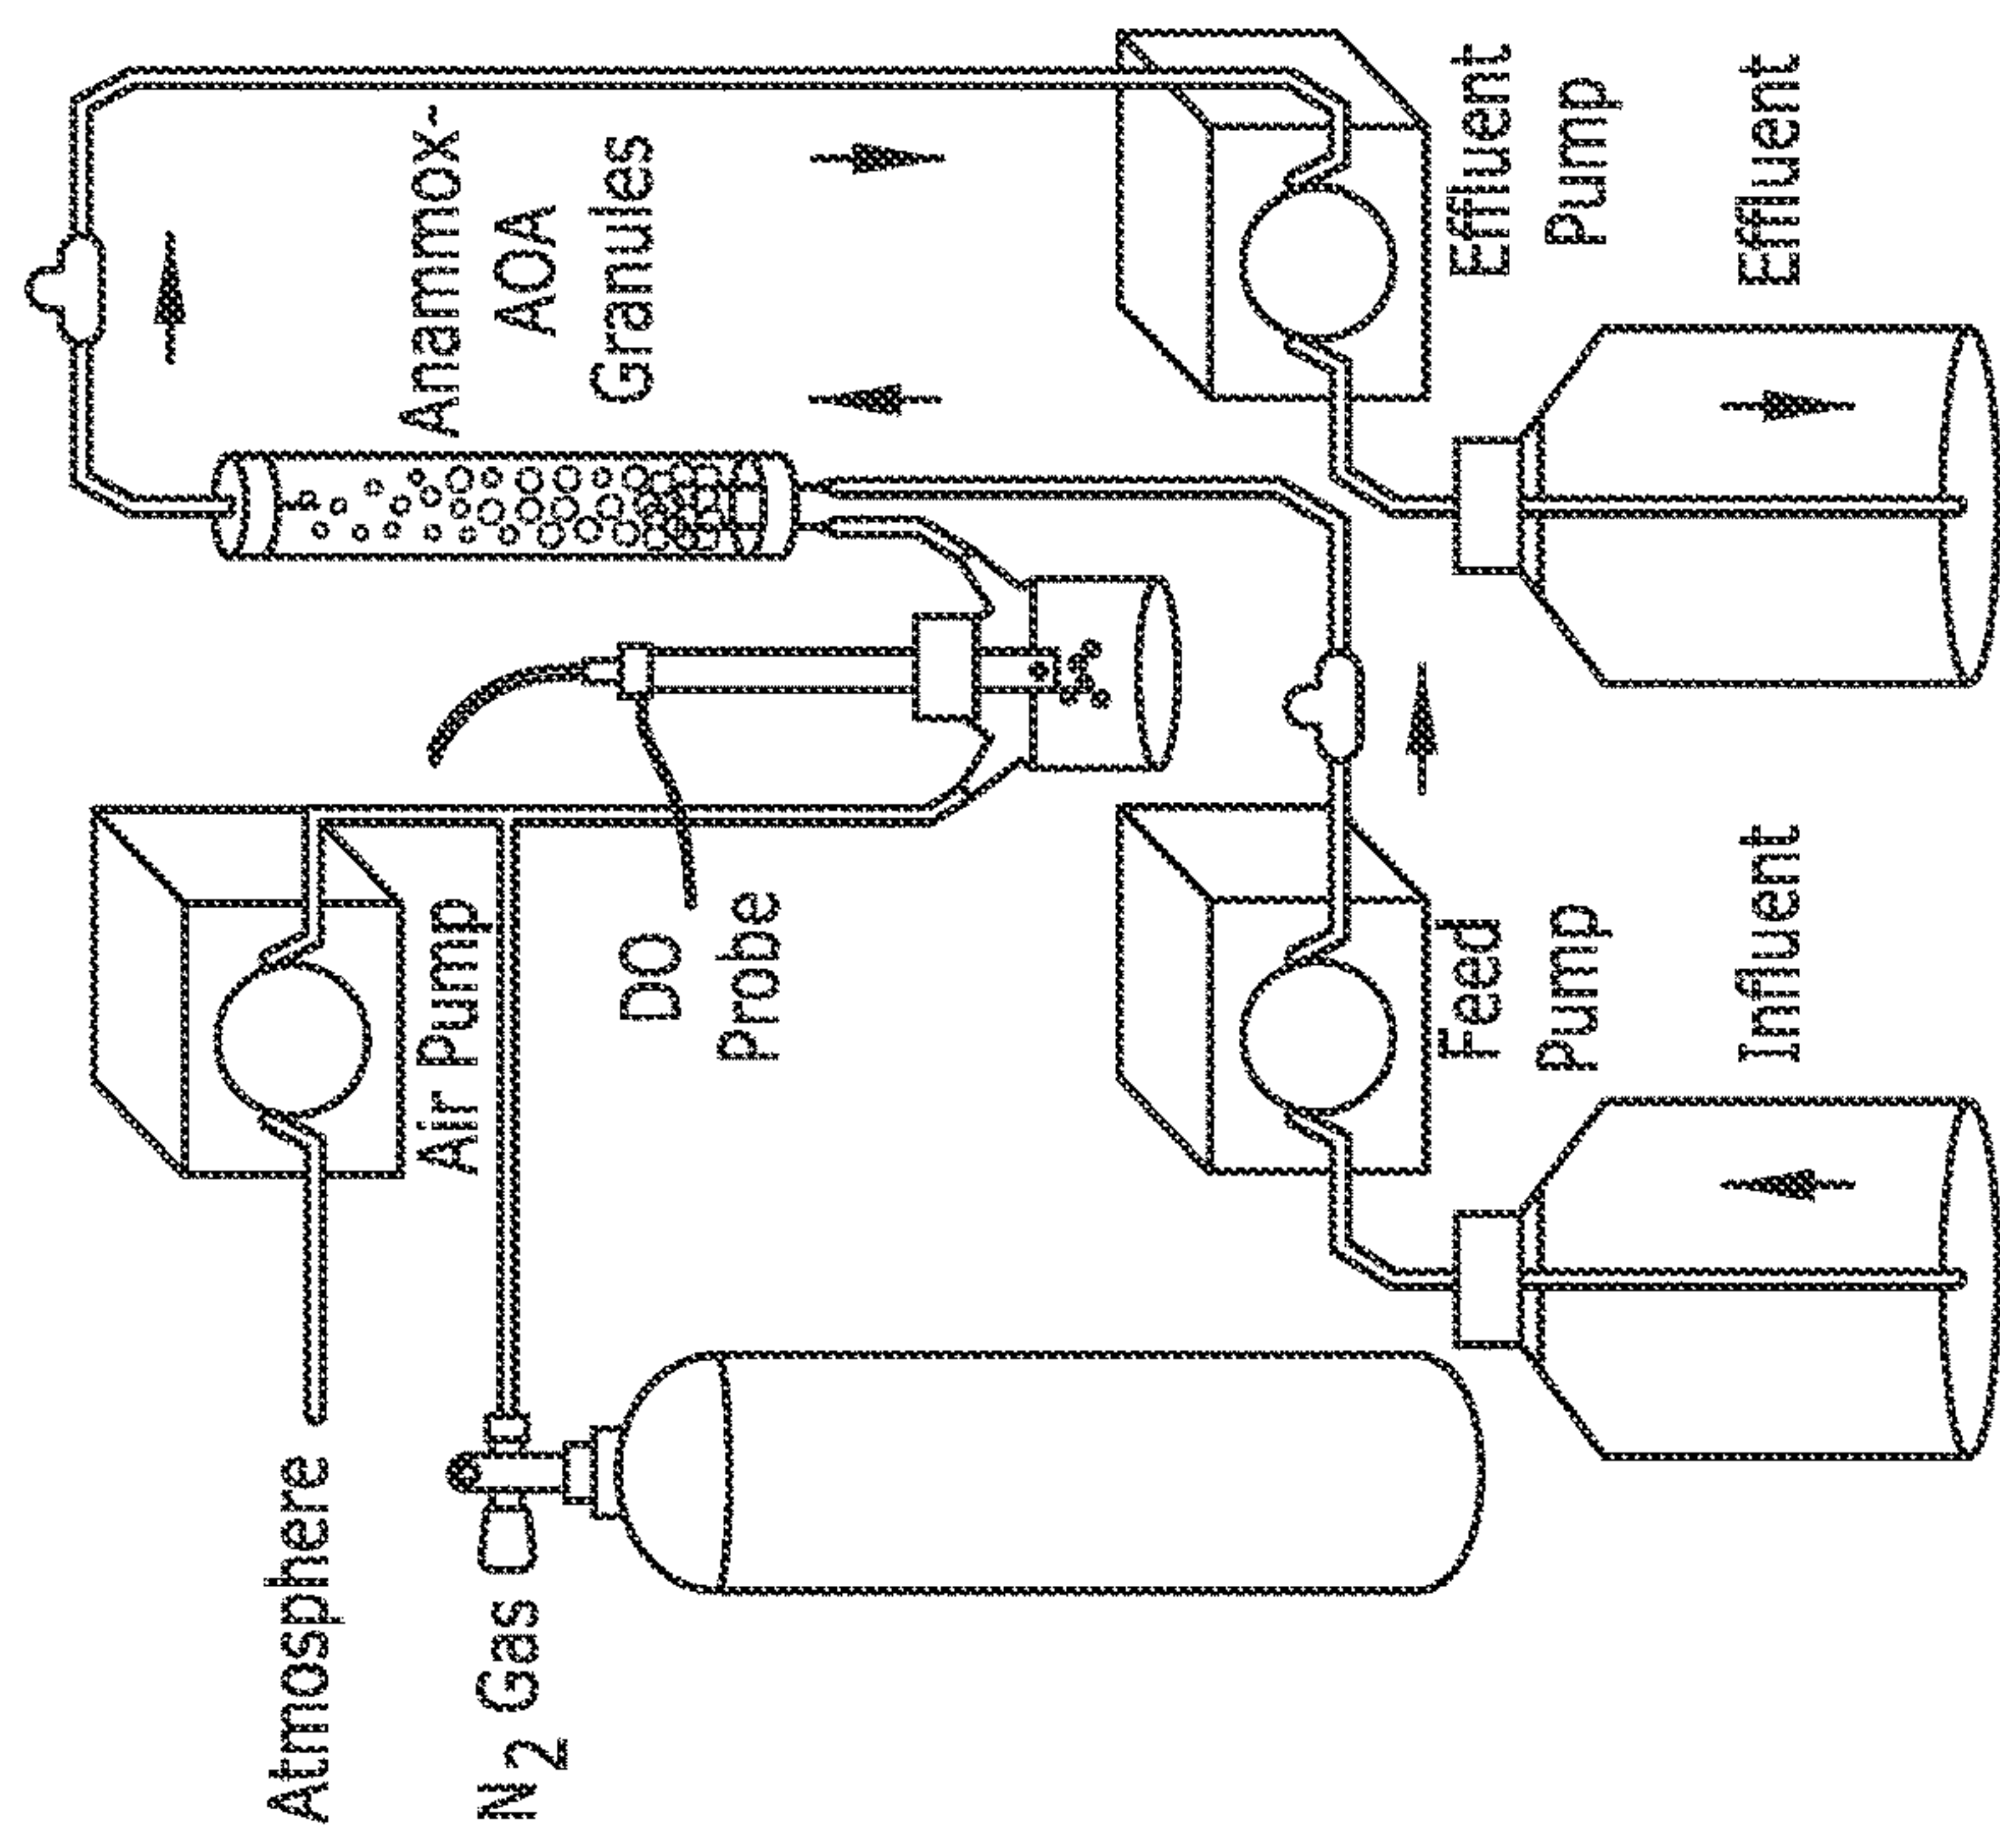 Atmosphere
N2 Gas
Air Pump
DO
Probe
Anammox-
AOA
Granules
Feed
Pump
Influent
Effluent
Pump
Effluent